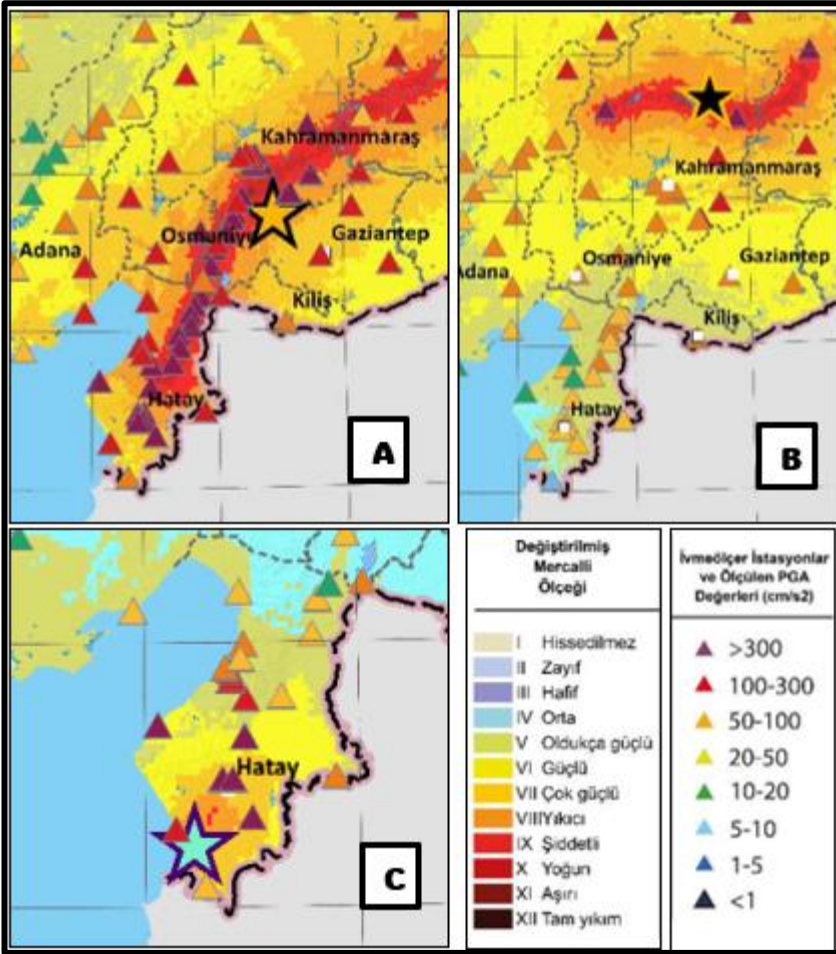 Kahramanmaraş
Osmaniye
Adana
Gaziantep
Kiliş
Hatay
A
Kahramanmaraş
Osmaniye
Gaziantep
Adana
Kiliş
Hatay
B
Hatay
C
Değiştirilmiş
Mercalli
Ölçeği
I Hissedilmez
II Zayıf
III Hafif
IV Orta
V Oldukça güçlü
VI Güçlü
VII Çok güçlü
VIII Yıkıcı
IX Şiddetli
X Yoğun
XI Aşırı
XII Tam yıkım
İvmeölçer İstasyonlar
ve Ölçülen PGA
Değerleri (cm/s2)
>300
100-300
50-100
20-50
10-20
5-10
1-5
<1